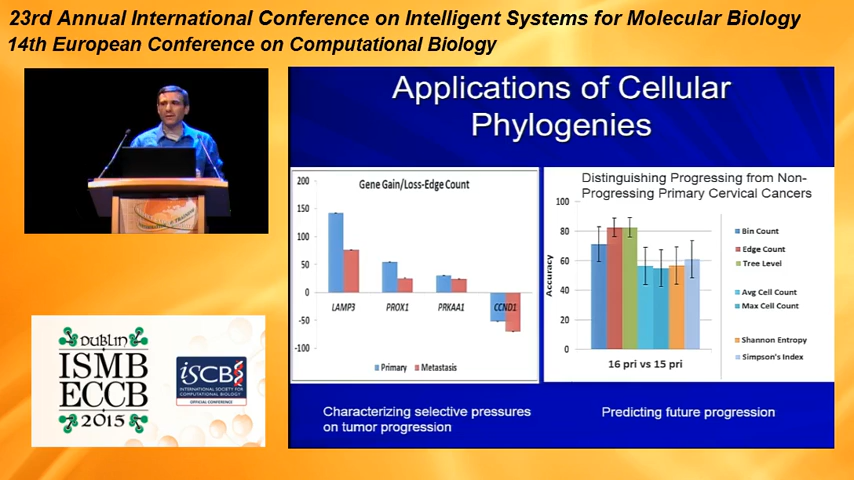 23rd Annual International Conference on Intelligent Systems for Molecular Biology
14th European Conference on Computational Biology
Applications of Cellular
Phylogenies
Gene Gain/Loss-Edge Count
200
150
100
50
0
-50
-100
LAMP3
PROX1
PRKAA1
CCND1
Primary
Metastasis
Characterizing selective pressures
on tumor progression
Distinguishing Progressing from Non-
Progressing Primary Cervical Cancers
Accuracy
100
80
60
40
20
0
16 pri vs 15 pri
Bin Count
Edge Count
Tree Level
Avg Cell Count
Max Cell Count
Shannon Entropy
Simpson's Index
Predicting future progression
DUBLIN
ISMB
ECCB
2015
ISCB
INTERNATIONAL SOCIETY FOR
COMPUTATIONAL BIOLOGY
OFFICIAL CONFERENCE